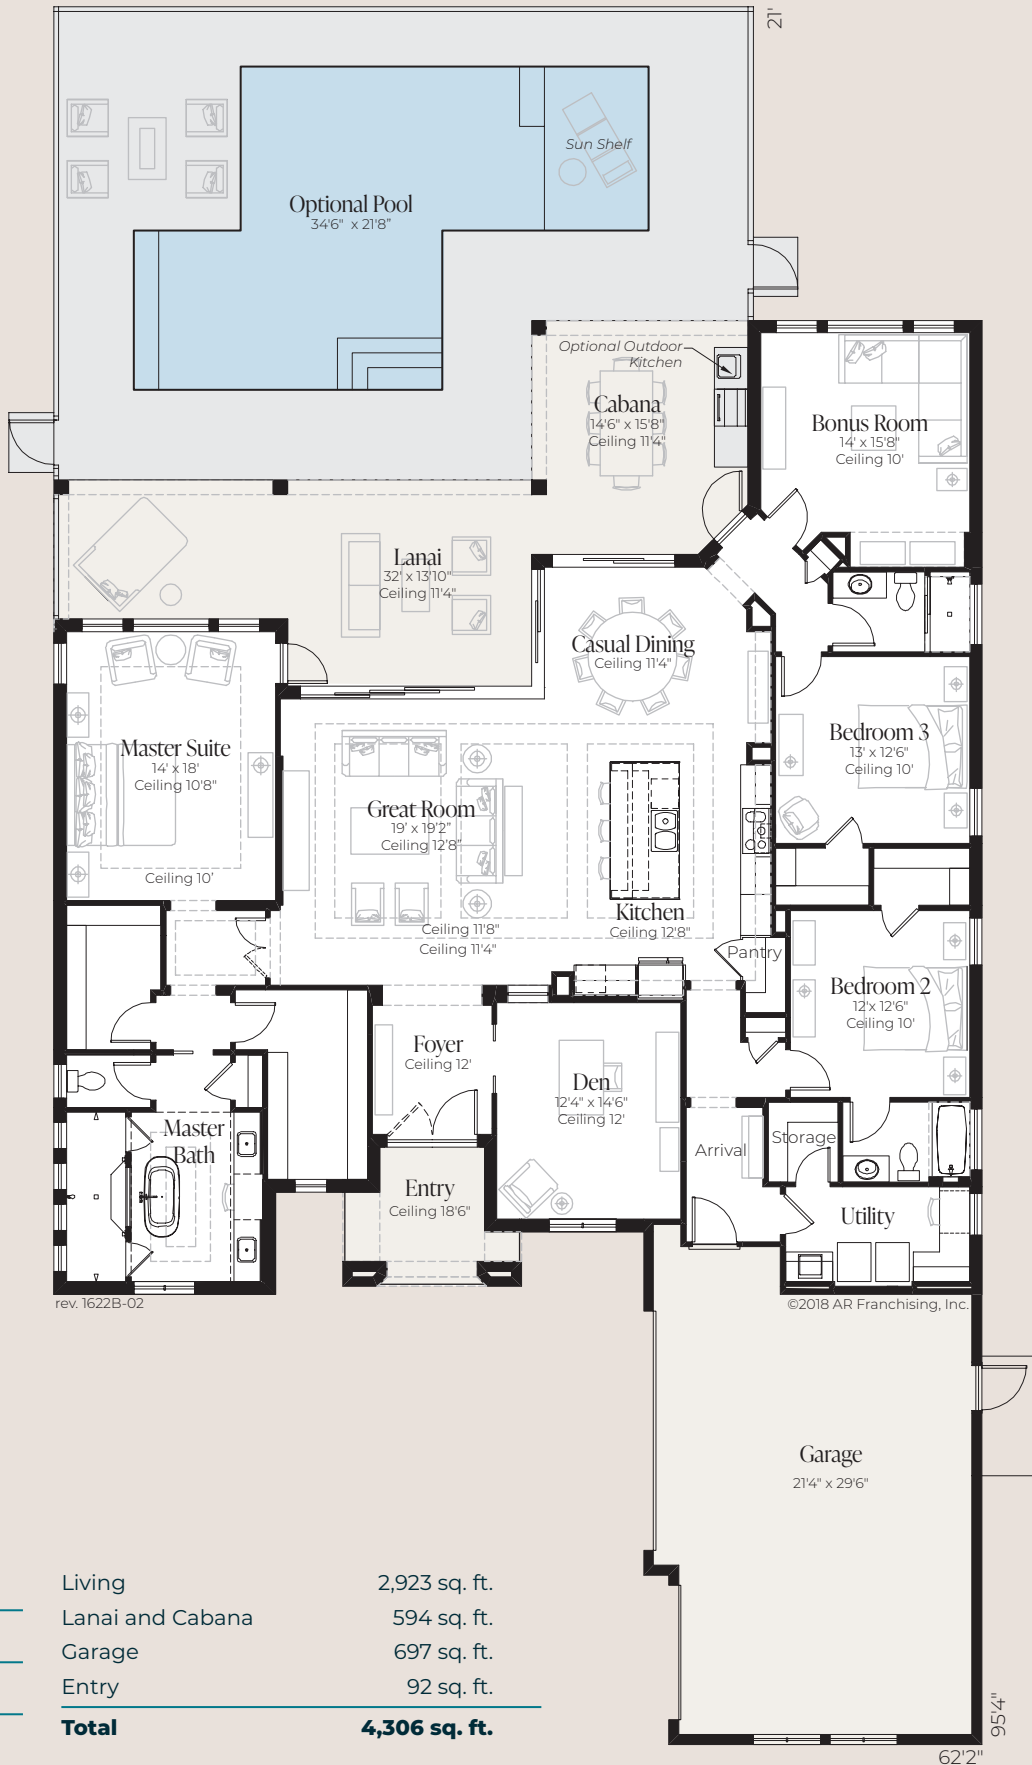 21'
Sun Shelf
Optional Pool
34'6" x 21'8"
Optional Outdoor
Kitchen
Cabana
14'6" x 15'8"
Ceiling 11'4"
Bonus Room
14' x 15'8"
Ceiling 10'
Lanai
32' x 13'10"
Ceiling 11'4"
Casual Dining
Ceiling 11'4"
Master Suite
14' x 18'
Ceiling 10'8"
Ceiling 10'
Bedroom 3
13' x 12'6"
Ceiling 10'
Great Room
19' x 19'2"
Ceiling 12'8"
Ceiling 11'8"
Ceiling 11'4"
Kitchen
Ceiling 12'8"
Pantry
Bedroom 2
12'x 12'6"
Ceiling 10'
Foyer
Ceiling 12'
Den
12'4" x 14'6"
Ceiling 12'
Master
Bath
Arrival
Storage
Entry
Ceiling 18'6"
Utility
rev. 1622B-02
©2018 AR Franchising, Inc.
Garage
21'4" x 29'6"
Living 2,923 sq. ft.
Lanai and Cabana 594 sq. ft.
Garage 697 sq. ft.
Entry 92 sq. ft.
Total 4,306 sq. ft.
95'4"
62'2"